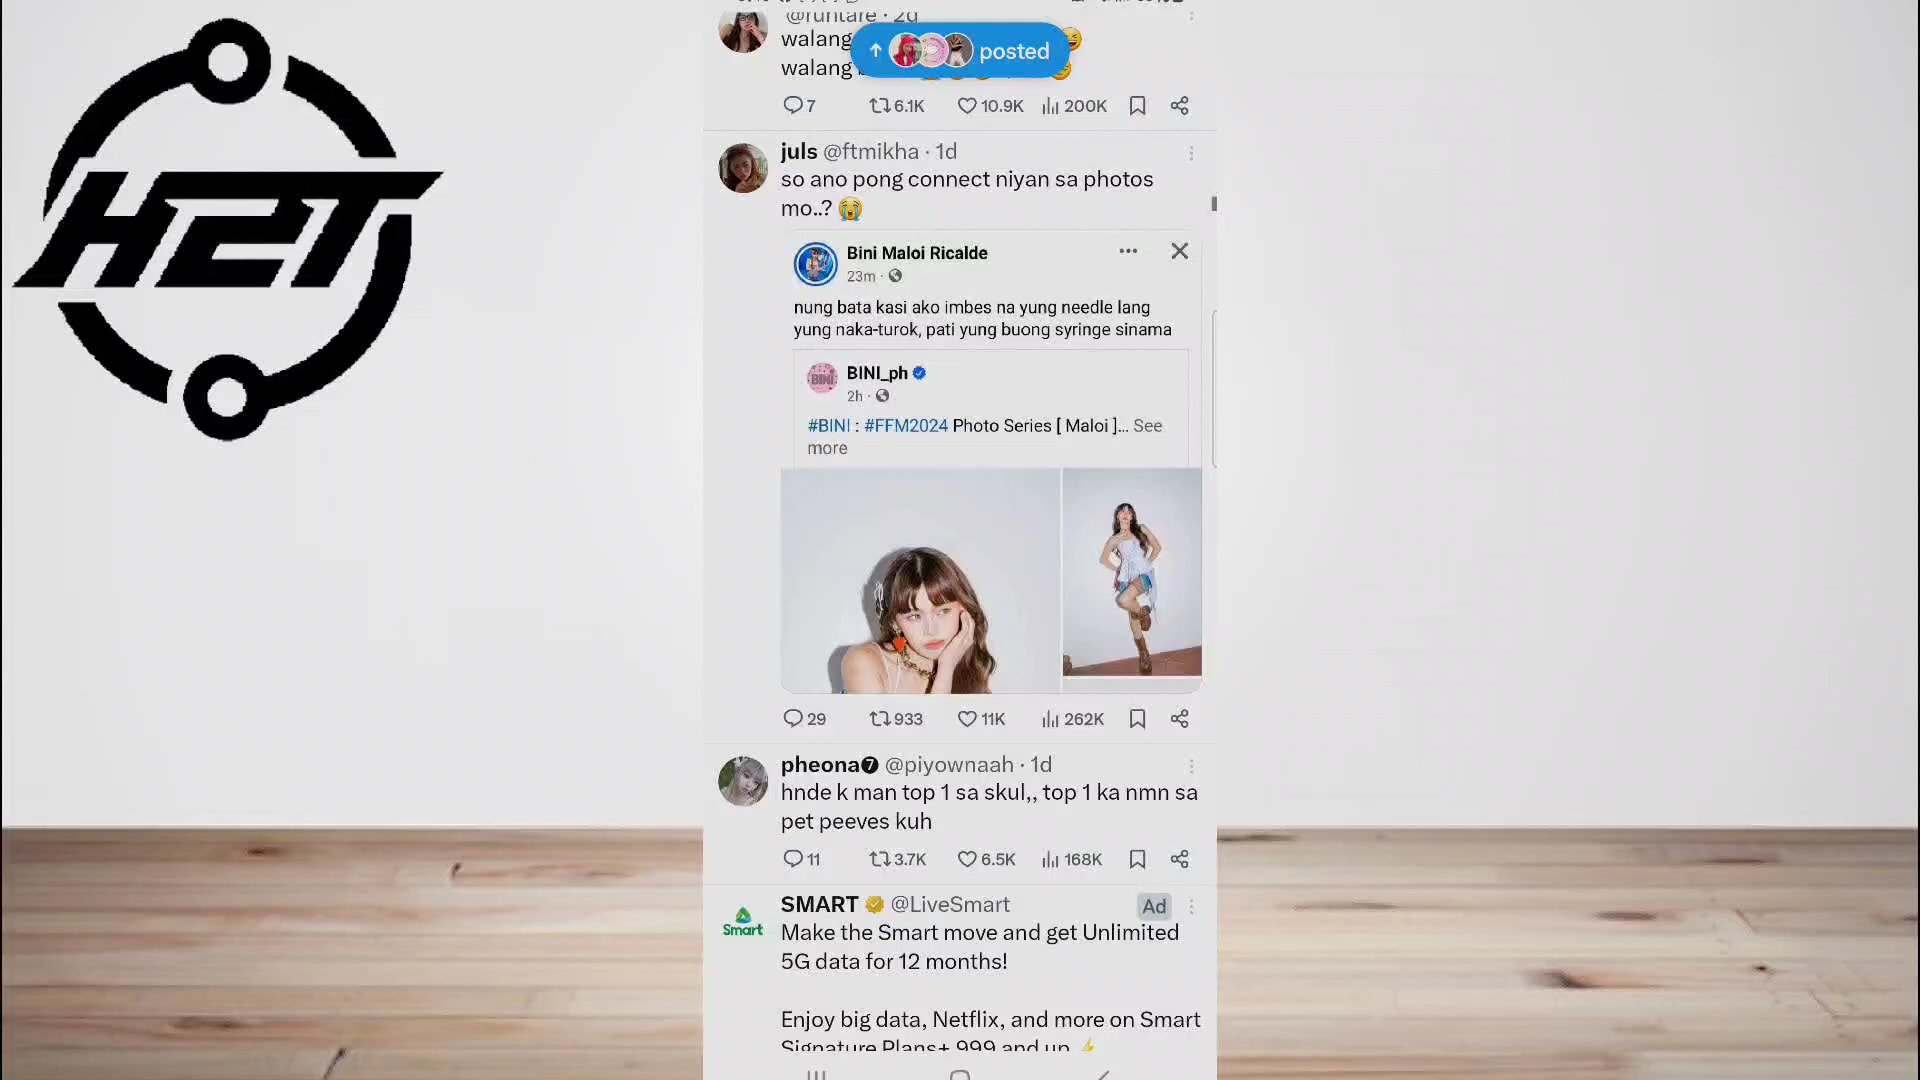 H2T
@runtare · 2d
walang
walang
posted
7 6.1K 10.9K 200K
juls @ftmikha · 1d
so ano pong connect niyan sa photos
mo..? 😭
Bini Maloi Ricalde
23m ·
nung bata kasi ako imbes na yung needle lang
yung naka-turok, pati yung buong syringe sinama
BINI
BINI_ph
2h ·
#BINI : #FFM2024 Photo Series [ Maloi ]... See
more
29 933 11K 262K
pheona❼ @piyownaah · 1d
hnde k man top 1 sa skul,, top 1 ka nmn sa
pet peeves kuh
11 3.7K 6.5K 168K
Smart
SMART @LiveSmart Ad
Make the Smart move and get Unlimited
5G data for 12 months!
Enjoy big data, Netflix, and more on Smart
Signature Plans+ 999 and up ⚡